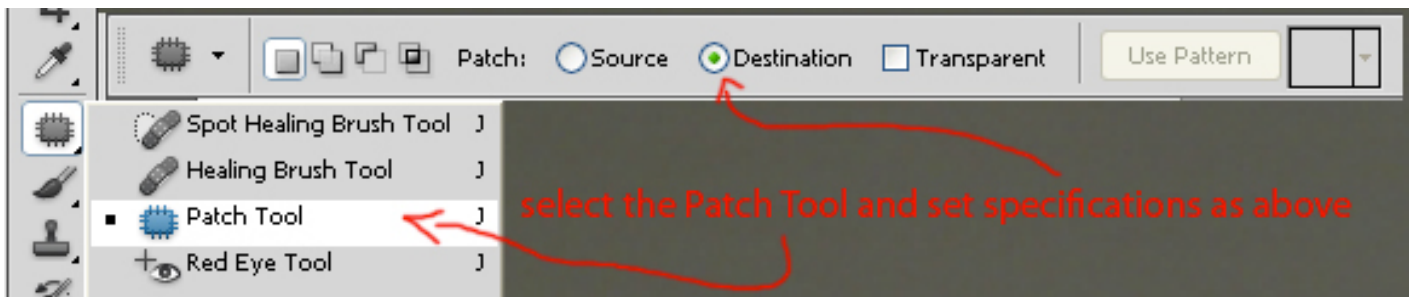 Patch: Source Destination Transparent Use Pattern
Spot Healing Brush Tool J
Healing Brush Tool J
Patch Tool J
Red Eye Tool J
select the Patch Tool and set specifications as above